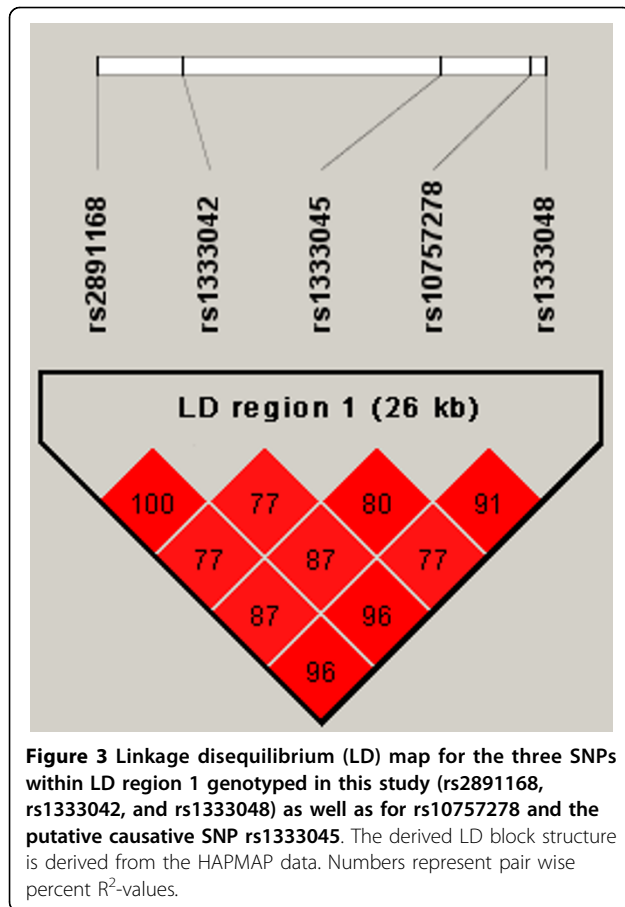 rs2891168
rs1333042
rs1333045
rs10757278
rs1333048
LD region 1 (26 kb)
100 77 80 91
77 87 77
87 96
96
Figure 3 Linkage disequilibrium (LD) map for the three SNPs
within LD region 1 genotyped in this study (rs2891168,
rs1333042, and rs1333048) as well as for rs10757278 and the
putative causative SNP rs1333045. The derived LD block structure
is derived from the HAPMAP data. Numbers represent pair wise
percent R²-values.